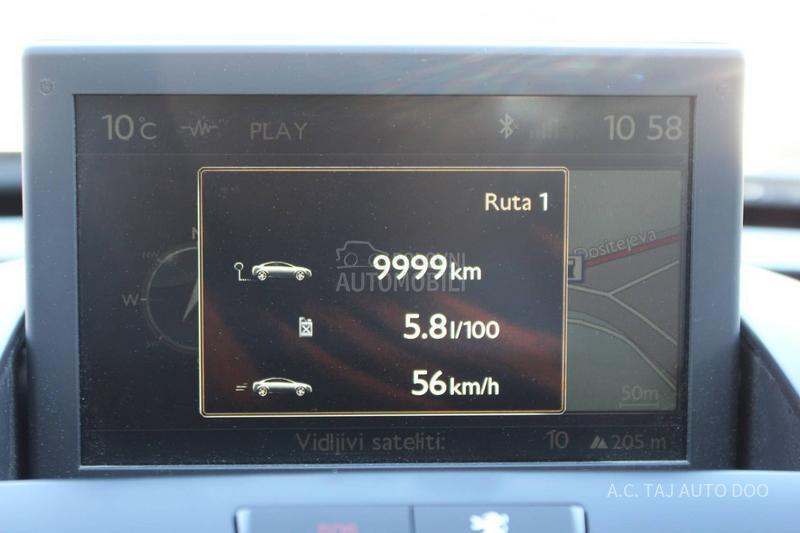 10°C PLAY 10 58
Ruta 1
Dositejeva
9999 km
AUTOMOBILI
W
5.8 l/100
56 km/h
50m
Vidljivi sateliti: 10 205 m
A.C. TAJ AUTO DOO